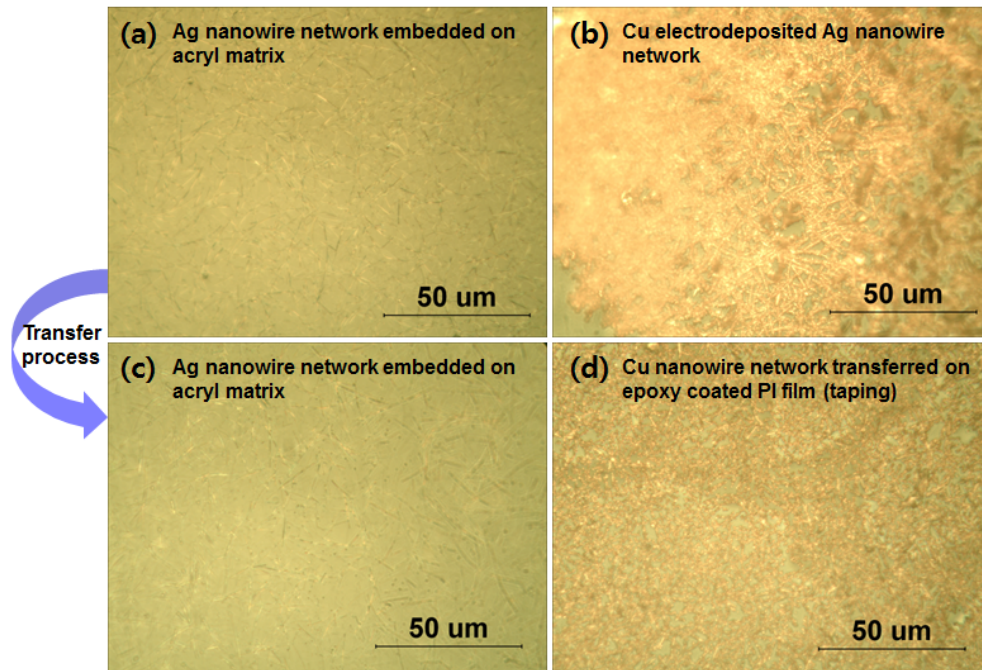 (a) Ag nanowire network embedded on
acryl matrix
50 um
(b) Cu electrodeposited Ag nanowire
network
50 um
Transfer
process
(c) Ag nanowire network embedded on
acryl matrix
50 um
(d) Cu nanowire network transferred on
epoxy coated PI film (taping)
50 um